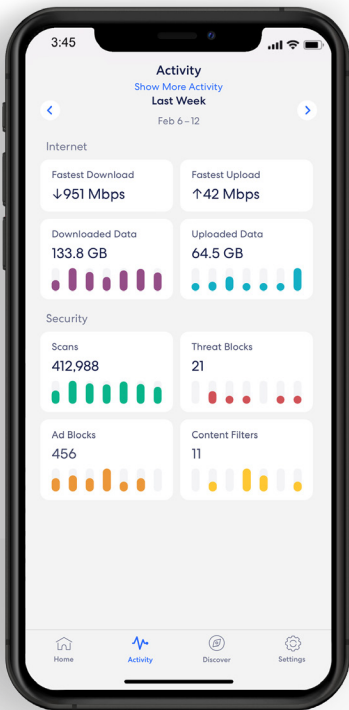 3:45
Activity
Show More Activity
Last Week
Feb 6–12
Internet
Fastest Download
↓951 Mbps
Fastest Upload
↑42 Mbps
Downloaded Data
133.8 GB
Uploaded Data
64.5 GB
Security
Scans
412,988
Threat Blocks
21
Ad Blocks
456
Content Filters
11
Home
Activity
Discover
Settings